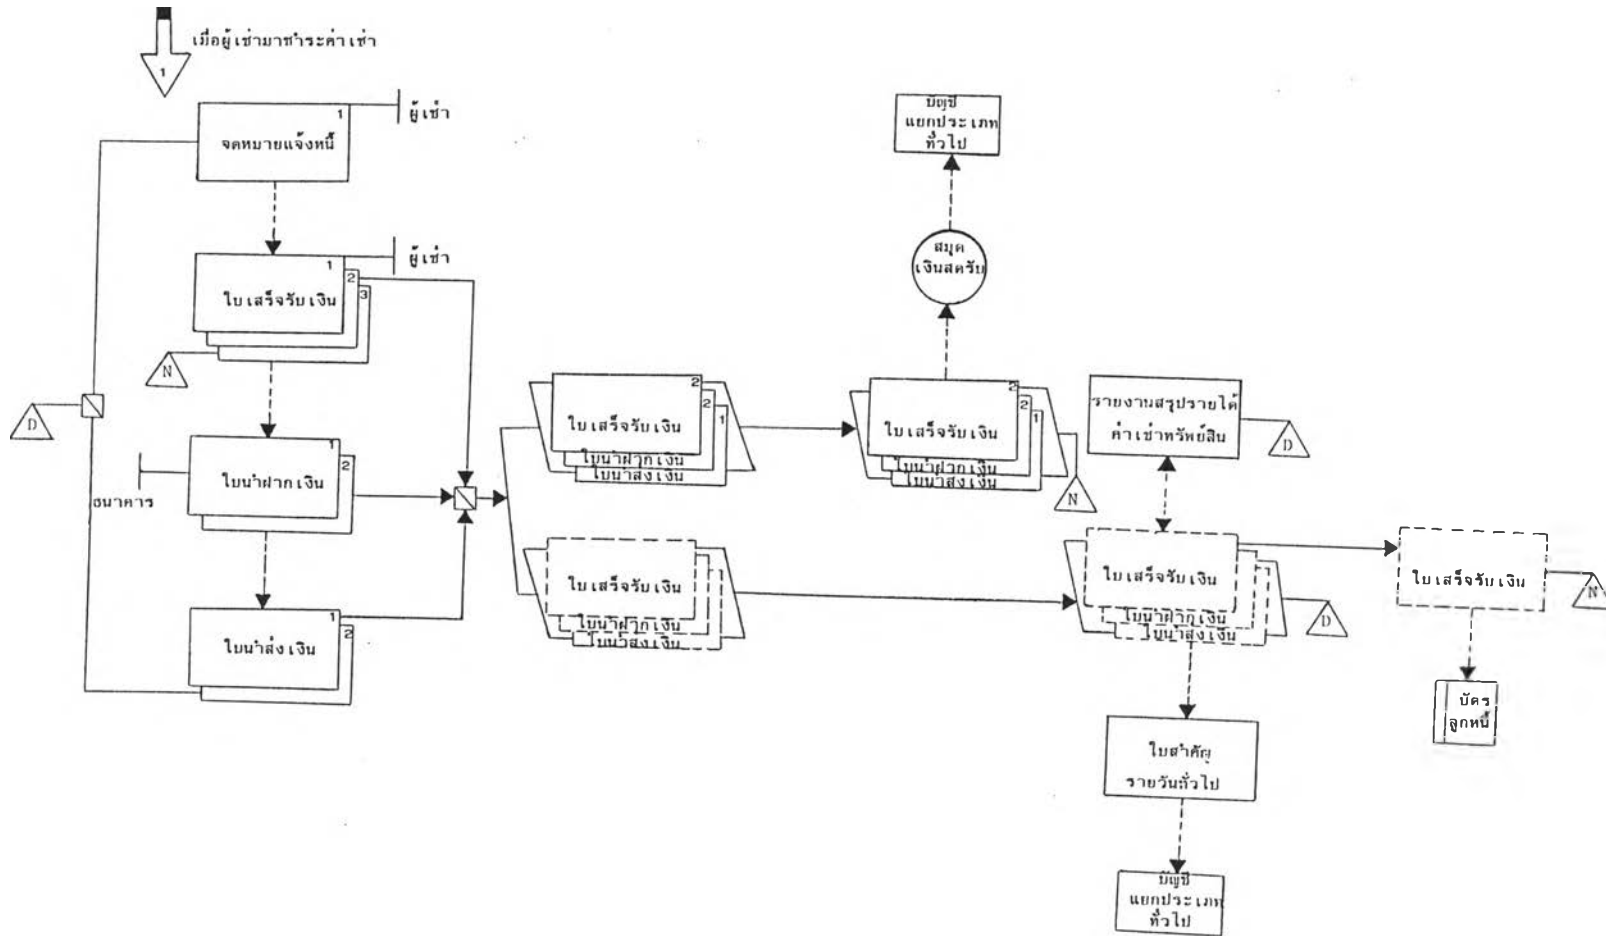 เมื่อผู้เช่ามาชำระค่าเช่า
1
1
ผู้เช่า
จดหมายแจ้งหนี้
1
ผู้เช่า
2
3
ใบเสร็จรับเงิน
N
D
1
2
ใบนำฝากเงิน
ธนาคาร
1
2
ใบนำส่งเงิน
2
2
1
ใบเสร็จรับเงิน
ใบนำฝากเงิน
ใบนำส่งเงิน
ใบเสร็จรับเงิน
ใบนำฝากเงิน
ใบนำส่งเงิน
บัญชี
แยกประเภท
ทั่วไป
สมุด
เงินสดรับ
2
2
1
ใบเสร็จรับเงิน
ใบนำฝากเงิน
ใบนำส่งเงิน
N
รายงานสรุปรายได้
ค่าเช่าทรัพย์สิน
D
ใบเสร็จรับเงิน
ใบนำฝากเงิน
ใบนำส่งเงิน
D
ใบเสร็จรับเงิน
N
บัตร
ลูกหนี้
ใบสำคัญ
รายวันทั่วไป
บัญชี
แยกประเภท
ทั่วไป